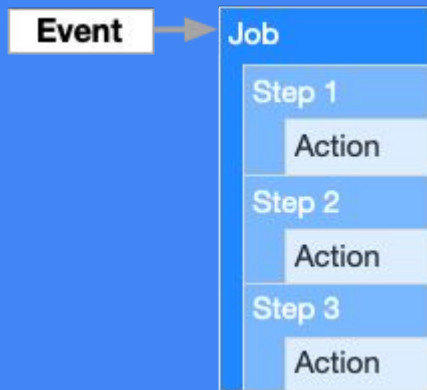 Event
Job
Step 1
Action
Step 2
Action
Step 3
Action